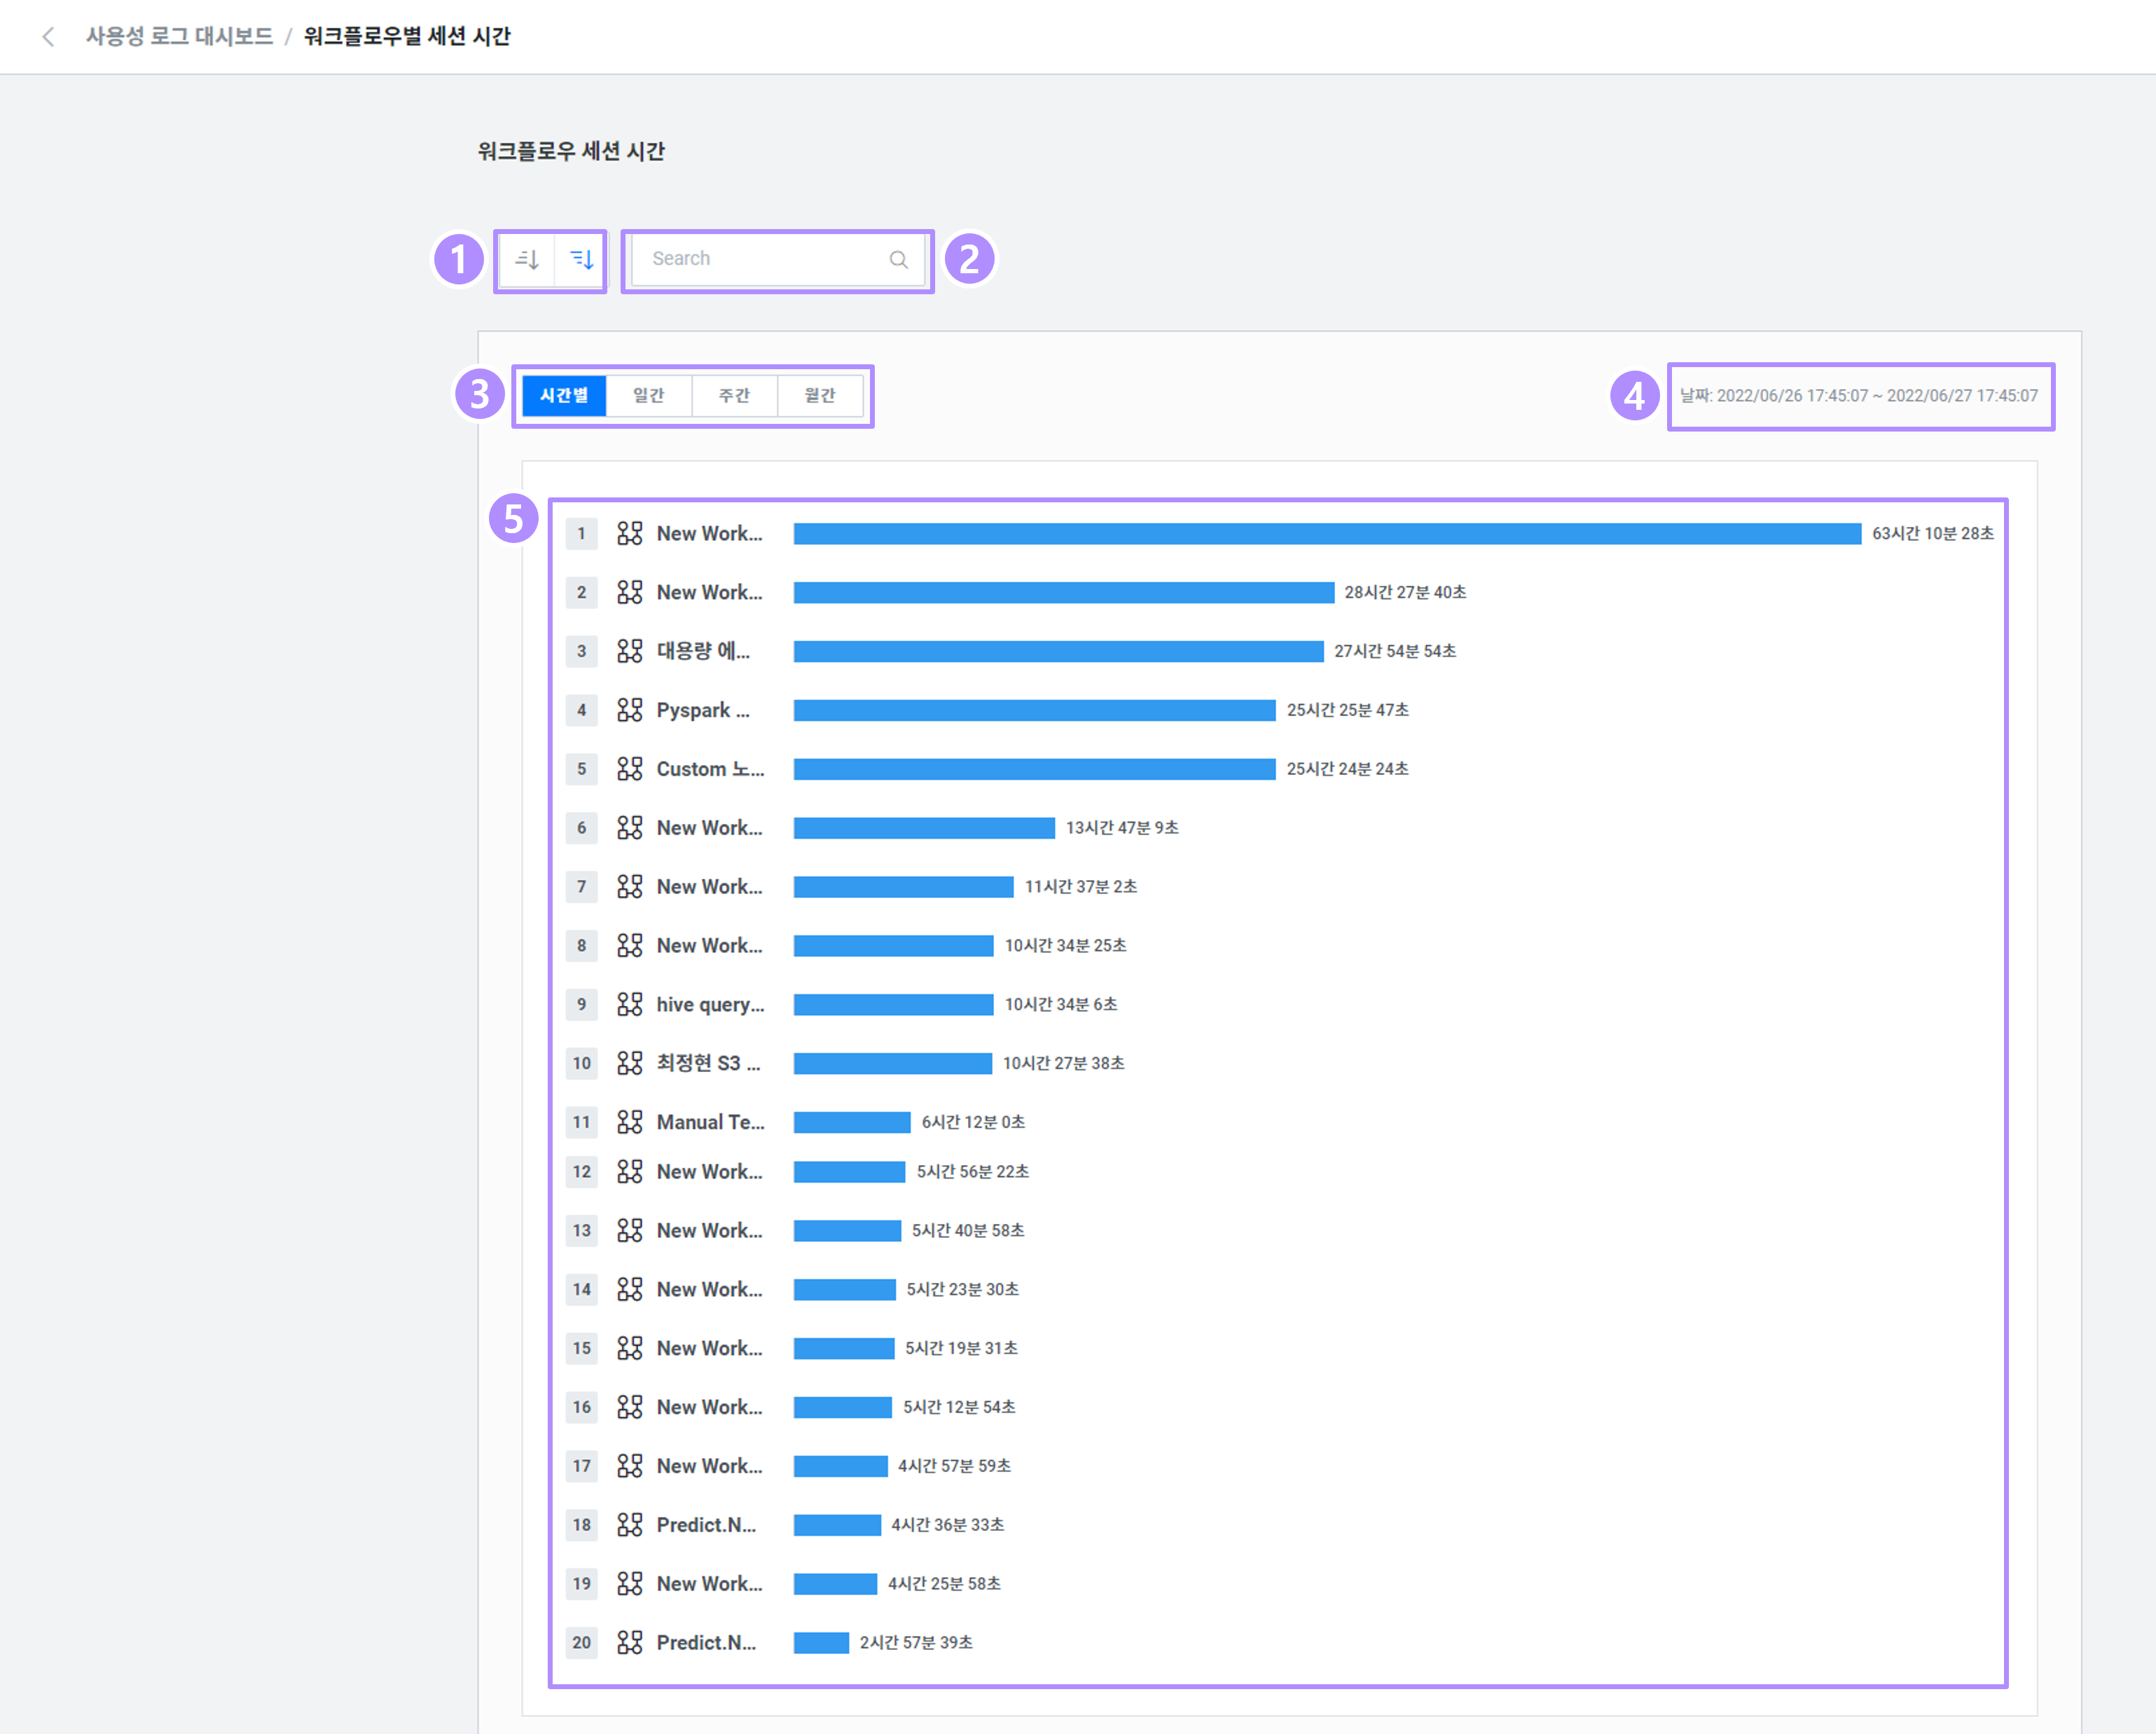 사용성 로그 대시보드 / 워크플로우별 세션 시간
워크플로우 세션 시간
1
Search
2
3
시간별 일간 주간 월간
4
날짜: 2022/06/26 17:45:07 ~ 2022/06/27 17:45:07
5
1 New Work... 63시간 10분 28초
2 New Work... 28시간 27분 40초
3 대용량 에... 27시간 54분 54초
4 Pyspark ... 25시간 25분 47초
5 Custom 노... 25시간 24분 24초
6 New Work... 13시간 47분 9초
7 New Work... 11시간 37분 2초
8 New Work... 10시간 34분 25초
9 hive query... 10시간 34분 6초
10 최정현 S3 ... 10시간 27분 38초
11 Manual Te... 6시간 12분 0초
12 New Work... 5시간 56분 22초
13 New Work... 5시간 40분 58초
14 New Work... 5시간 23분 30초
15 New Work... 5시간 19분 31초
16 New Work... 5시간 12분 54초
17 New Work... 4시간 57분 59초
18 Predict.N... 4시간 36분 33초
19 New Work... 4시간 25분 58초
20 Predict.N... 2시간 57분 39초